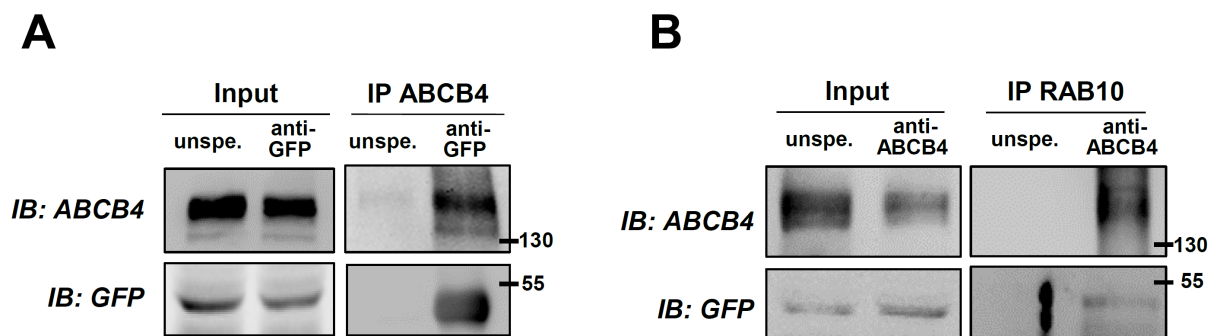 A
Input
IP ABCB4
unspe.
anti-
GFP
unspe.
anti-
GFP
IB: ABCB4
130
IB: GFP
55
B
Input
IP RAB10
unspe.
anti-
ABCB4
unspe.
anti-
ABCB4
IB: ABCB4
130
IB: GFP
55